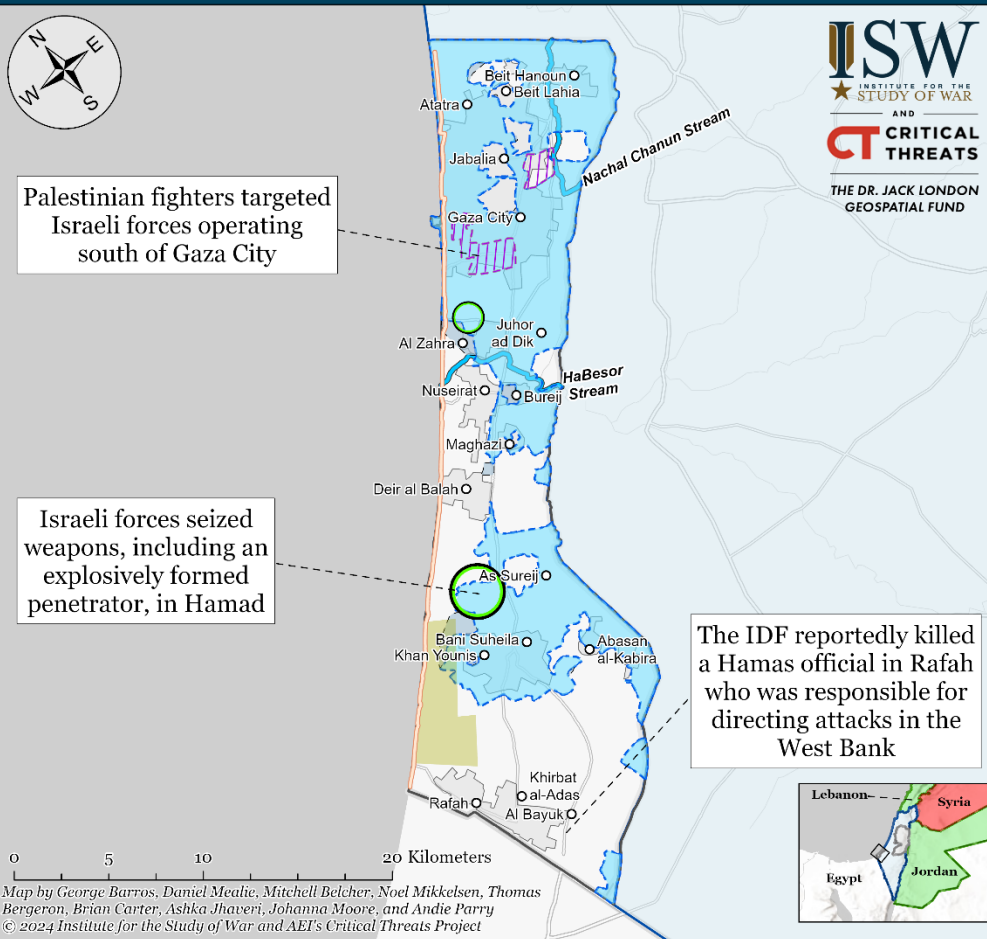 N
E
W
S
ISW
INSTITUTE FOR THE
STUDY OF WAR
AND
CT CRITICAL
THREATS
THE DR. JACK LONDON
GEOSPATIAL FUND
Beit Hanoun
Beit Lahia
Atatra
Nachal Chanun Stream
Jabalia
Palestinian fighters targeted
Israeli forces operating
south of Gaza City
Gaza City
Juhor
ad Dik
Al Zahra
HaBesor
Stream
Nuseirat
Bureij
Maghazi
Deir al Balah
Israeli forces seized
weapons, including an
explosively formed
penetrator, in Hamad
As Sureij
Bani Suheila
Khan Younis
Abasan
al-Kabira
The IDF reportedly killed
a Hamas official in Rafah
who was responsible for
directing attacks in the
West Bank
Khirbat
al-Adas
Rafah
Al Bayuk
Lebanon
Syria
Egypt
Jordan
0 5 10 20 Kilometers
Map by George Barros, Daniel Mealie, Mitchell Belcher, Noel Mikkelsen, Thomas
Bergeron, Brian Carter, Ashka Jhaveri, Johanna Moore, and Andie Parry
© 2024 Institute for the Study of War and AEI's Critical Threats Project